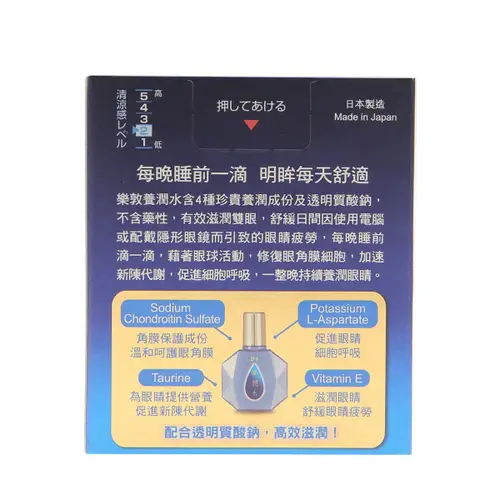 清涼感レベル
5 高
4
3
2
1 低
押してあける
日本製造
Made in Japan
每晚睡前一滴 明眸每天舒適
樂敦養潤水含4種珍貴養潤成份及透明質酸鈉，
不含藥性，有效滋潤雙眼，舒緩日間因使用電腦
或配戴隱形眼鏡而引致的眼睛疲勞，每晚睡前
滴一滴，藉著眼球活動，修復眼角膜細胞，加速
新陳代謝，促進細胞呼吸，一整晚持續養潤眼睛。
Sodium
Chondroitin Sulfate
角膜保護成份
溫和呵護眼角膜
Potassium
L-Aspartate
促進眼睛
細胞呼吸
Taurine
為眼睛提供營養
促進新陳代謝
Vitamin E
滋潤眼睛
舒緩眼睛疲勞
配合透明質酸鈉，高效滋潤！